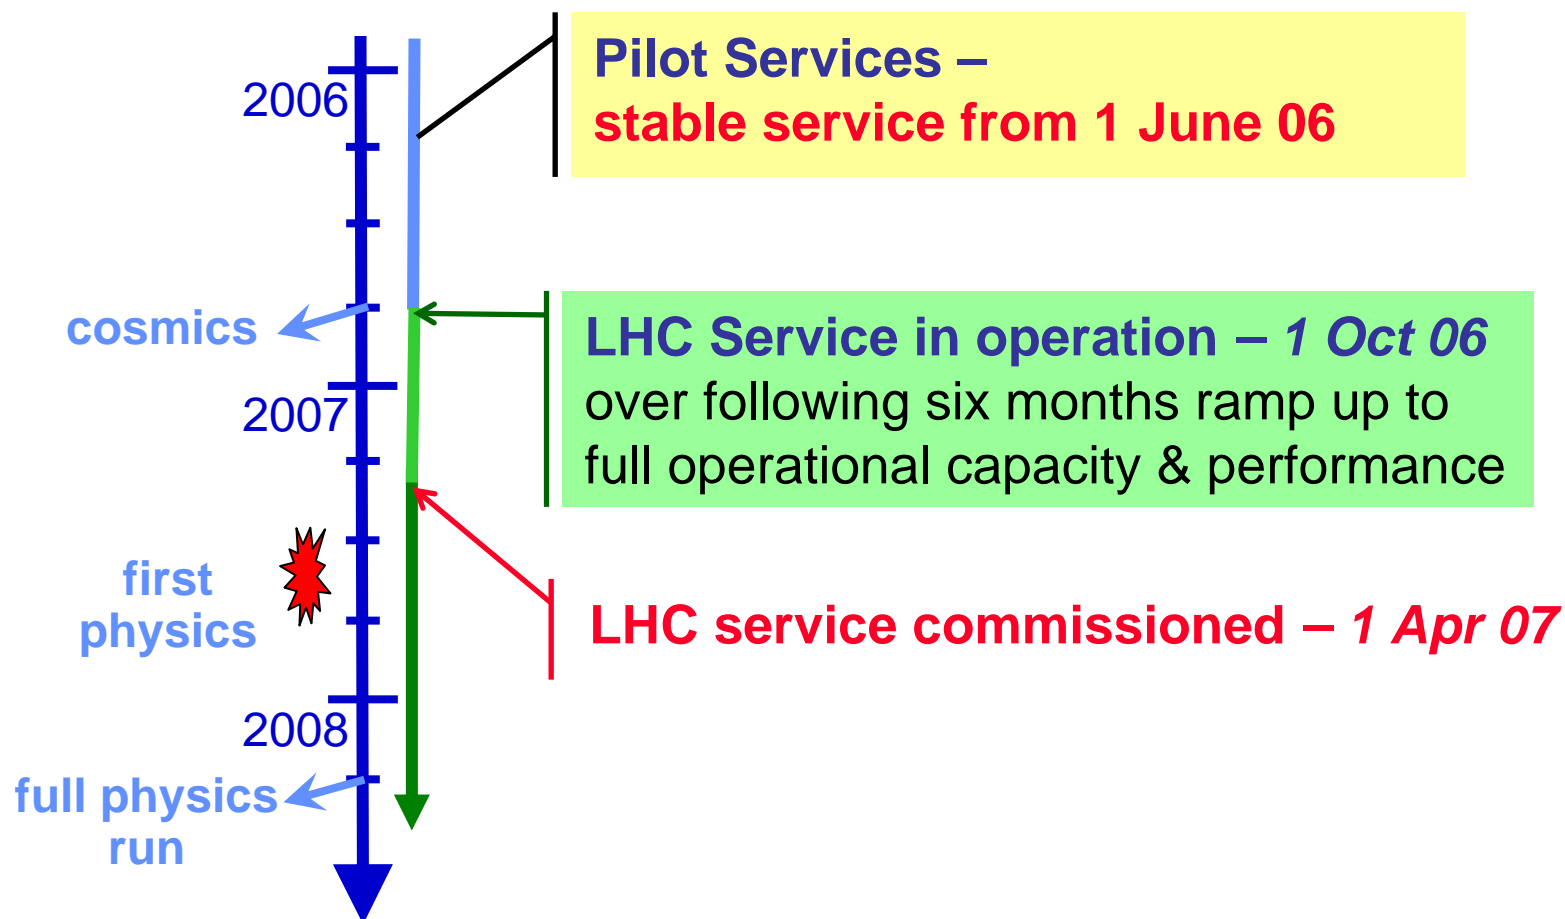 2006
Pilot Services –
stable service from 1 June 06
cosmics
LHC Service in operation – 1 Oct 06
over following six months ramp up to
full operational capacity & performance
2007
first
physics
LHC service commissioned – 1 Apr 07
2008
full physics
run